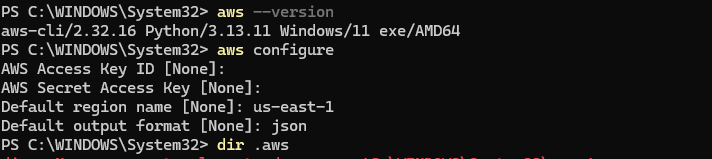 PS C:\WINDOWS\System32> aws --version
aws-cli/2.32.16 Python/3.13.11 Windows/11 exe/AMD64
PS C:\WINDOWS\System32> aws configure
AWS Access Key ID [None]:
AWS Secret Access Key [None]:
Default region name [None]: us-east-1
Default output format [None]: json
PS C:\WINDOWS\System32> dir .aws